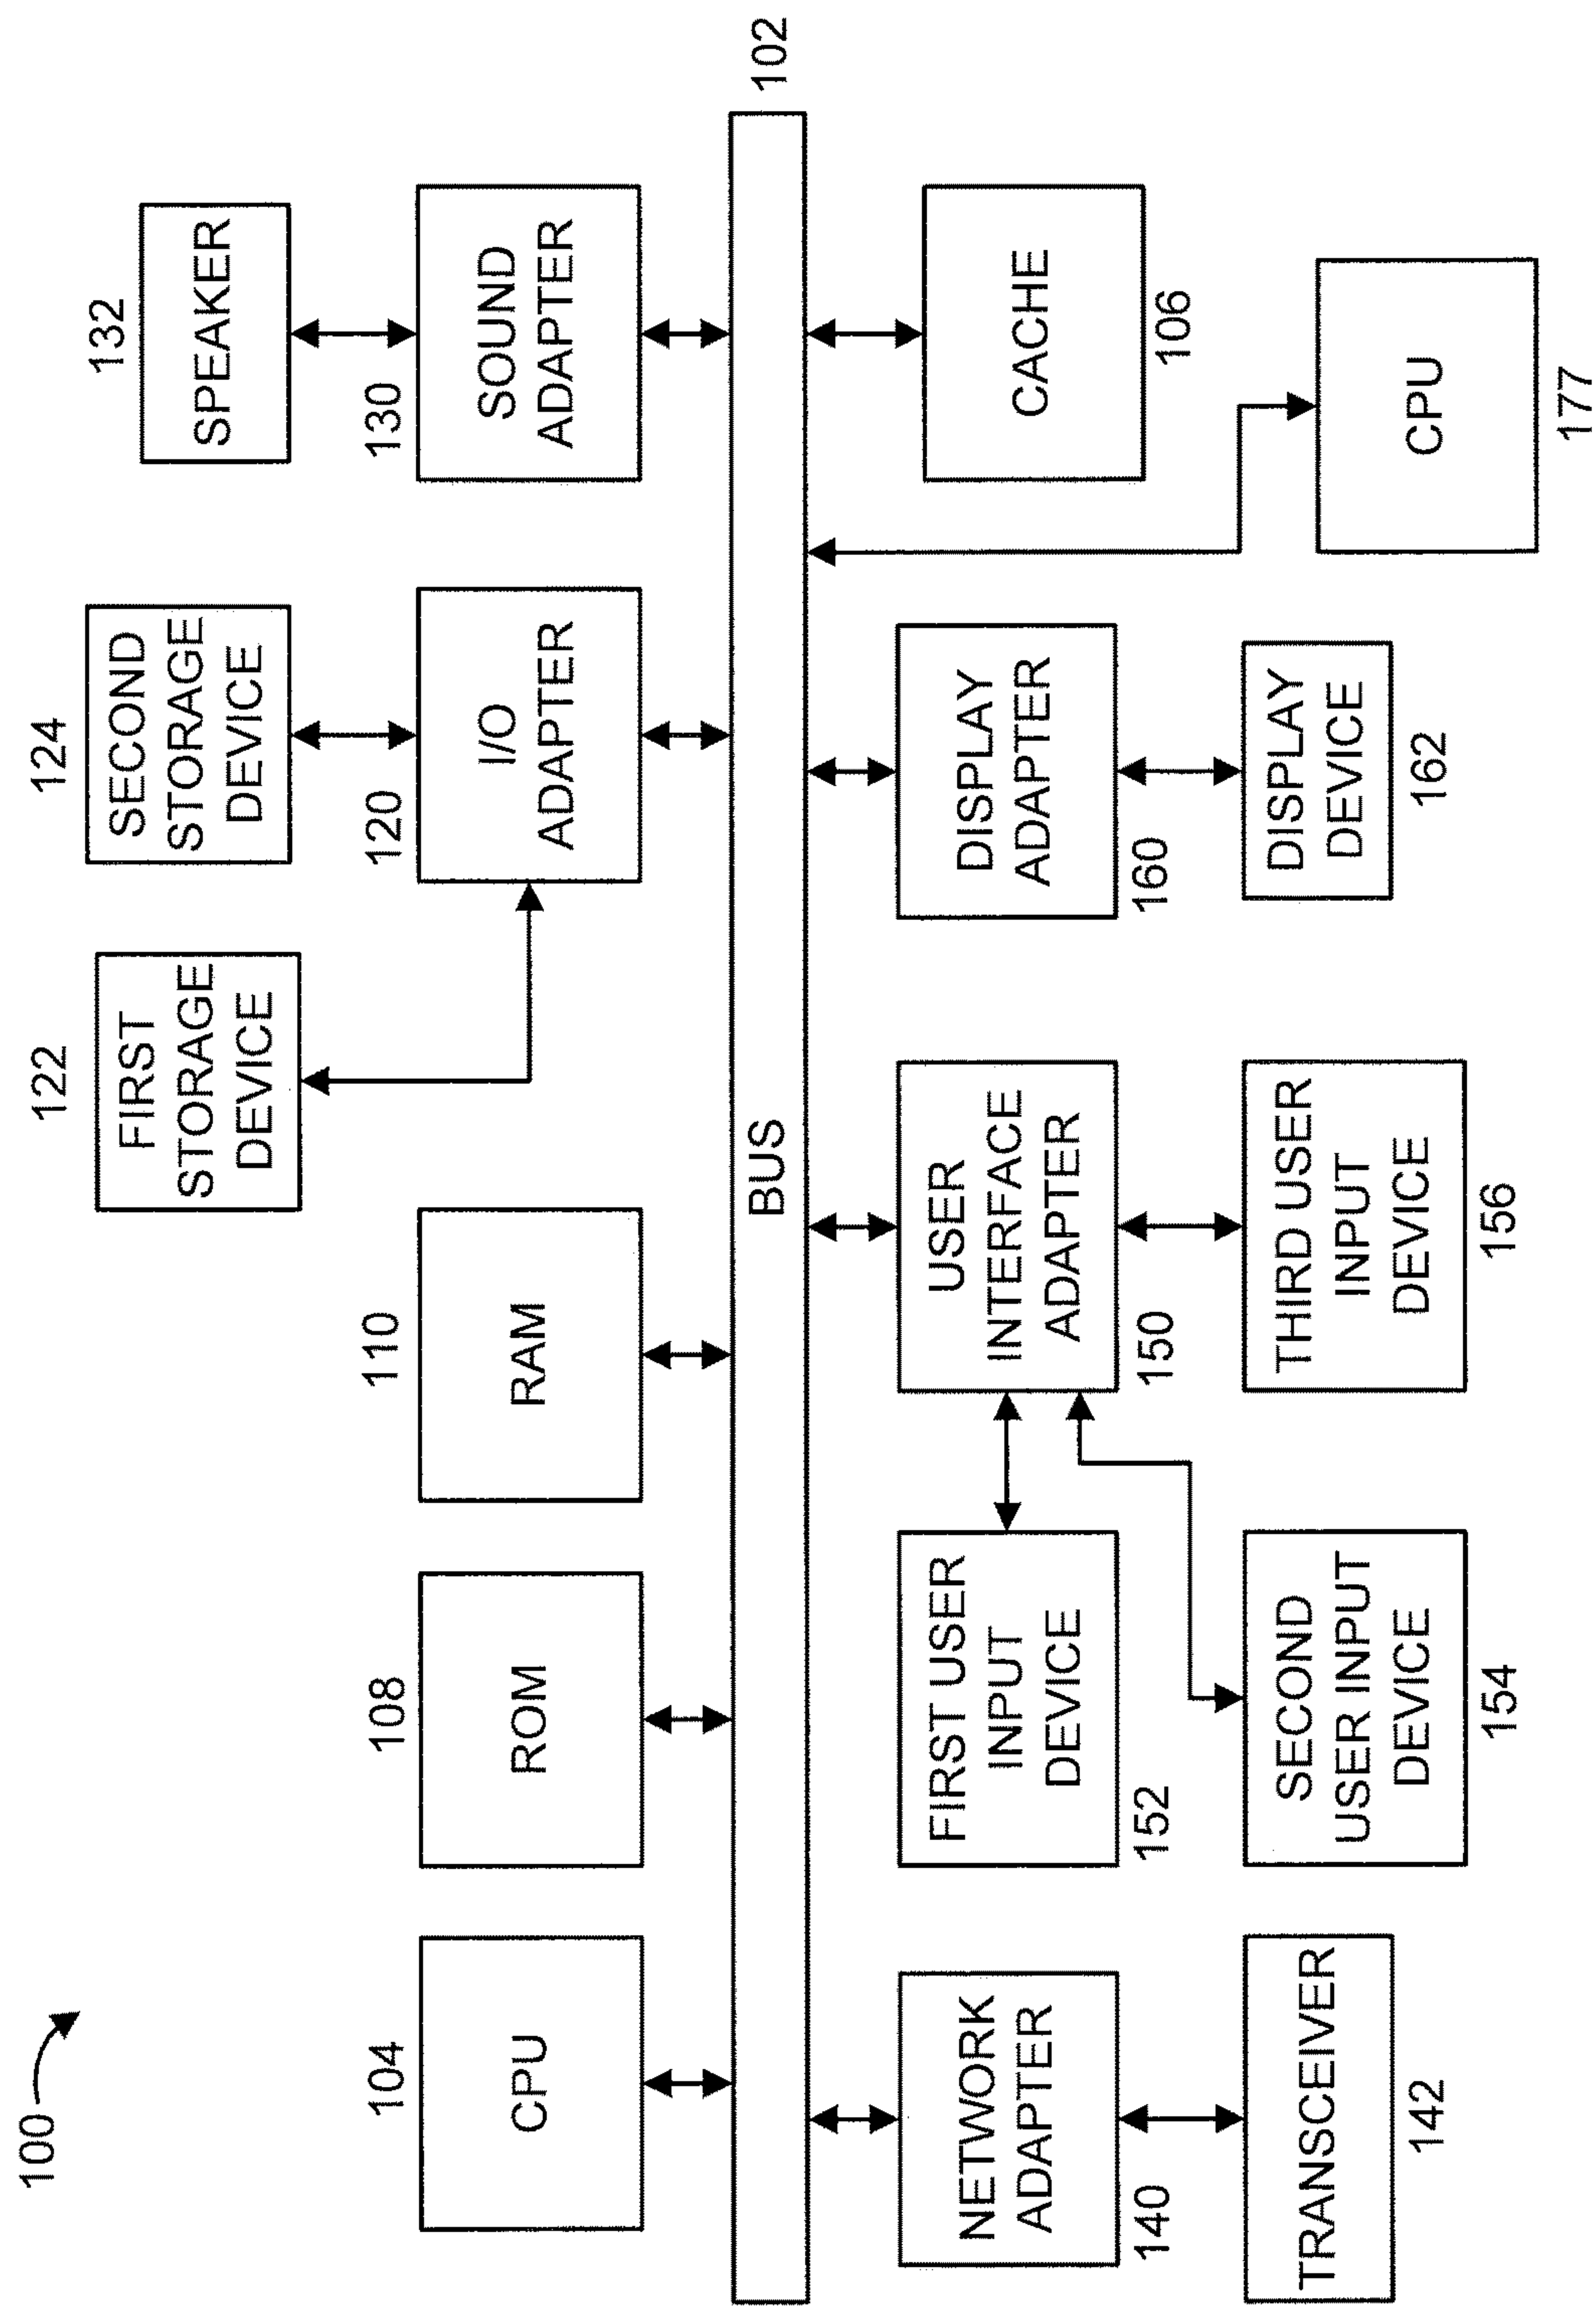 100
104
CPU
108
ROM
110
RAM
122
FIRST
STORAGE
DEVICE
124
SECOND
STORAGE
DEVICE
120
I/O
ADAPTER
132
SPEAKER
130
SOUND
ADAPTER
BUS
102
NETWORK
ADAPTER
140
TRANSCEIVER
142
FIRST USER
INPUT
DEVICE
152
SECOND
USER INPUT
DEVICE
154
USER
INTERFACE
ADAPTER
150
THIRD USER
INPUT
DEVICE
156
DISPLAY
ADAPTER
160
DISPLAY
DEVICE
162
CACHE
106
CPU
177